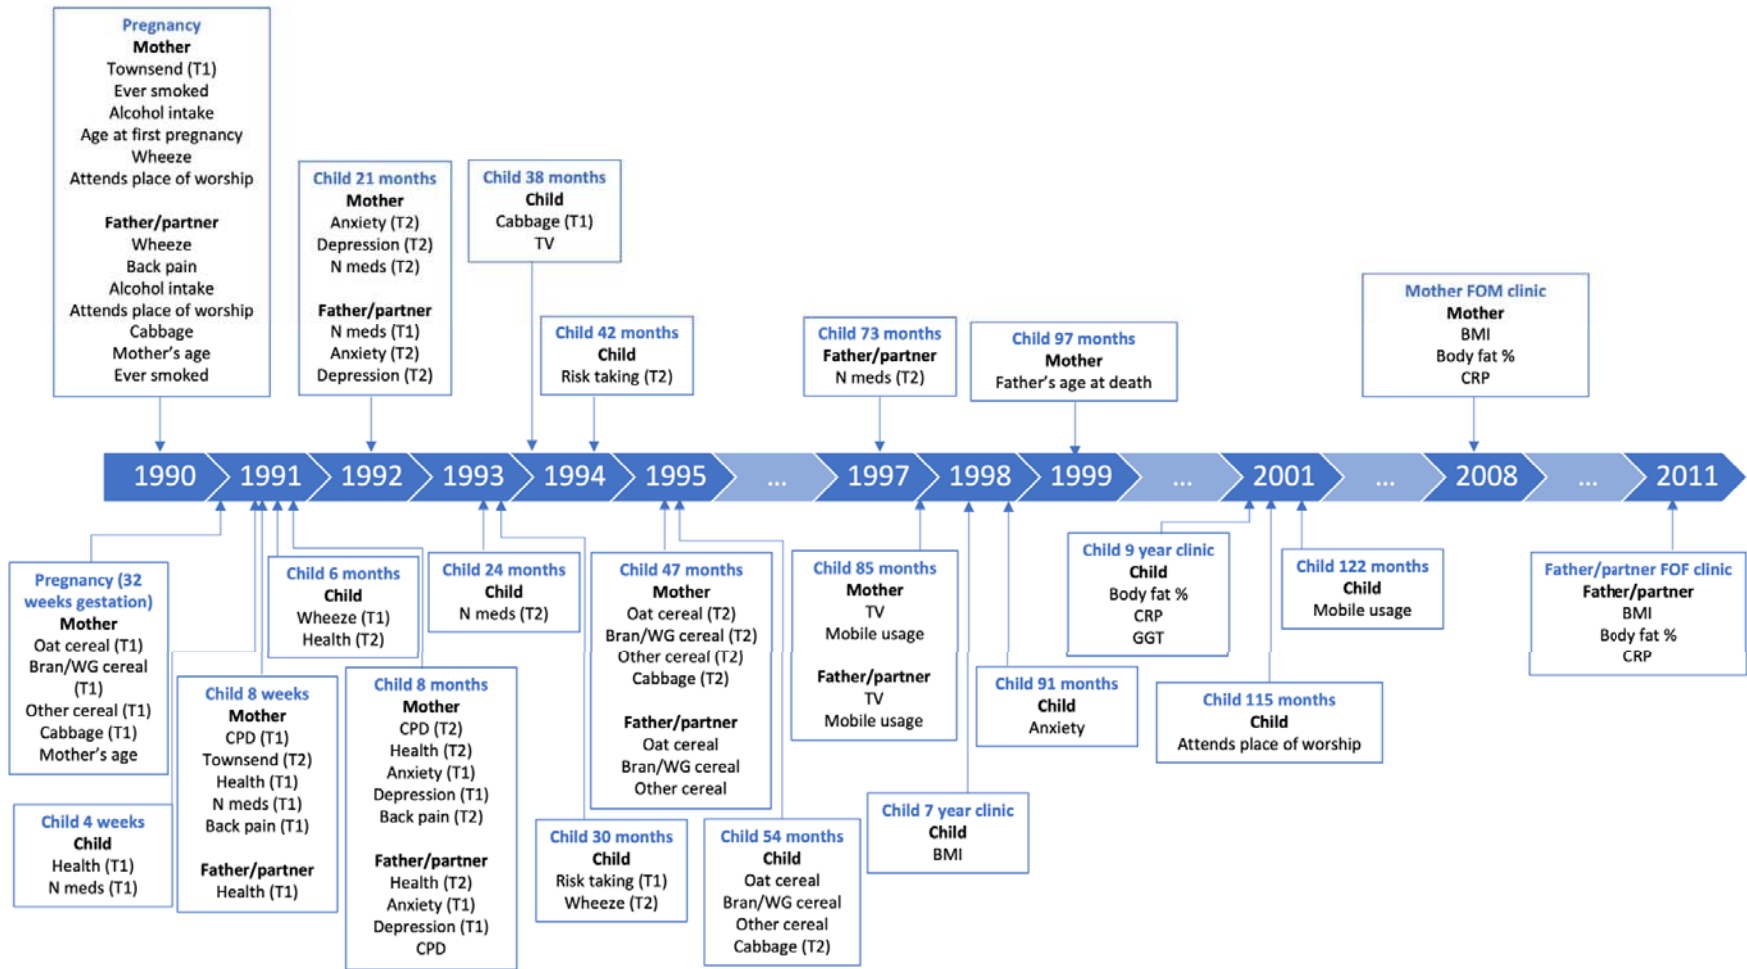 Pregnancy
Mother
Townsend (T1)
Ever smoked
Alcohol intake
Age at first pregnancy
Wheeze
Attends place of worship
Father/partner
Wheeze
Back pain
Alcohol intake
Attends place of worship
Cabbage
Mother's age
Ever smoked
Child 21 months
Mother
Anxiety (T2)
Depression (T2)
N meds (T2)
Father/partner
N meds (T1)
Anxiety (T2)
Depression (T2)
Child 38 months
Child
Cabbage (T1)
TV
Child 42 months
Child
Risk taking (T2)
Child 73 months
Father/partner
N meds (T2)
Child 97 months
Mother
Father's age at death
Mother FOM clinic
Mother
BMI
Body fat %
CRP
1990
1991
1992
1993
1994
1995
...
1997
1998
1999
...
2001
...
2008
...
2011
Pregnancy (32
weeks gestation)
Mother
Oat cereal (T1)
Bran/WG cereal
(T1)
Other cereal (T1)
Cabbage (T1)
Mother's age
Child 4 weeks
Child
Health (T1)
N meds (T1)
Child 8 weeks
Mother
CPD (T1)
Townsend (T2)
Health (T1)
N meds (T1)
Back pain (T1)
Father/partner
Health (T1)
Child 6 months
Child
Wheeze (T1)
Health (T2)
Child 8 months
Mother
CPD (T2)
Health (T2)
Anxiety (T1)
Depression (T1)
Back pain (T2)
Father/partner
Health (T2)
Anxiety (T1)
Depression (T1)
CPD
Child 24 months
Child
N meds (T2)
Child 30 months
Child
Risk taking (T1)
Wheeze (T2)
Child 47 months
Mother
Oat cereal (T2)
Bran/WG cereal (T2)
Other cereal (T2)
Cabbage (T2)
Father/partner
Oat cereal
Bran/WG cereal
Other cereal
Child 54 months
Child
Oat cereal
Bran/WG cereal
Other cereal
Cabbage (T2)
Child 85 months
Mother
TV
Mobile usage
Father/partner
TV
Mobile usage
Child 7 year clinic
Child
BMI
Child 91 months
Child
Anxiety
Child 9 year clinic
Child
Body fat %
CRP
GGT
Child 115 months
Child
Attends place of worship
Child 122 months
Child
Mobile usage
Father/partner FOF clinic
Father/partner
BMI
Body fat %
CRP